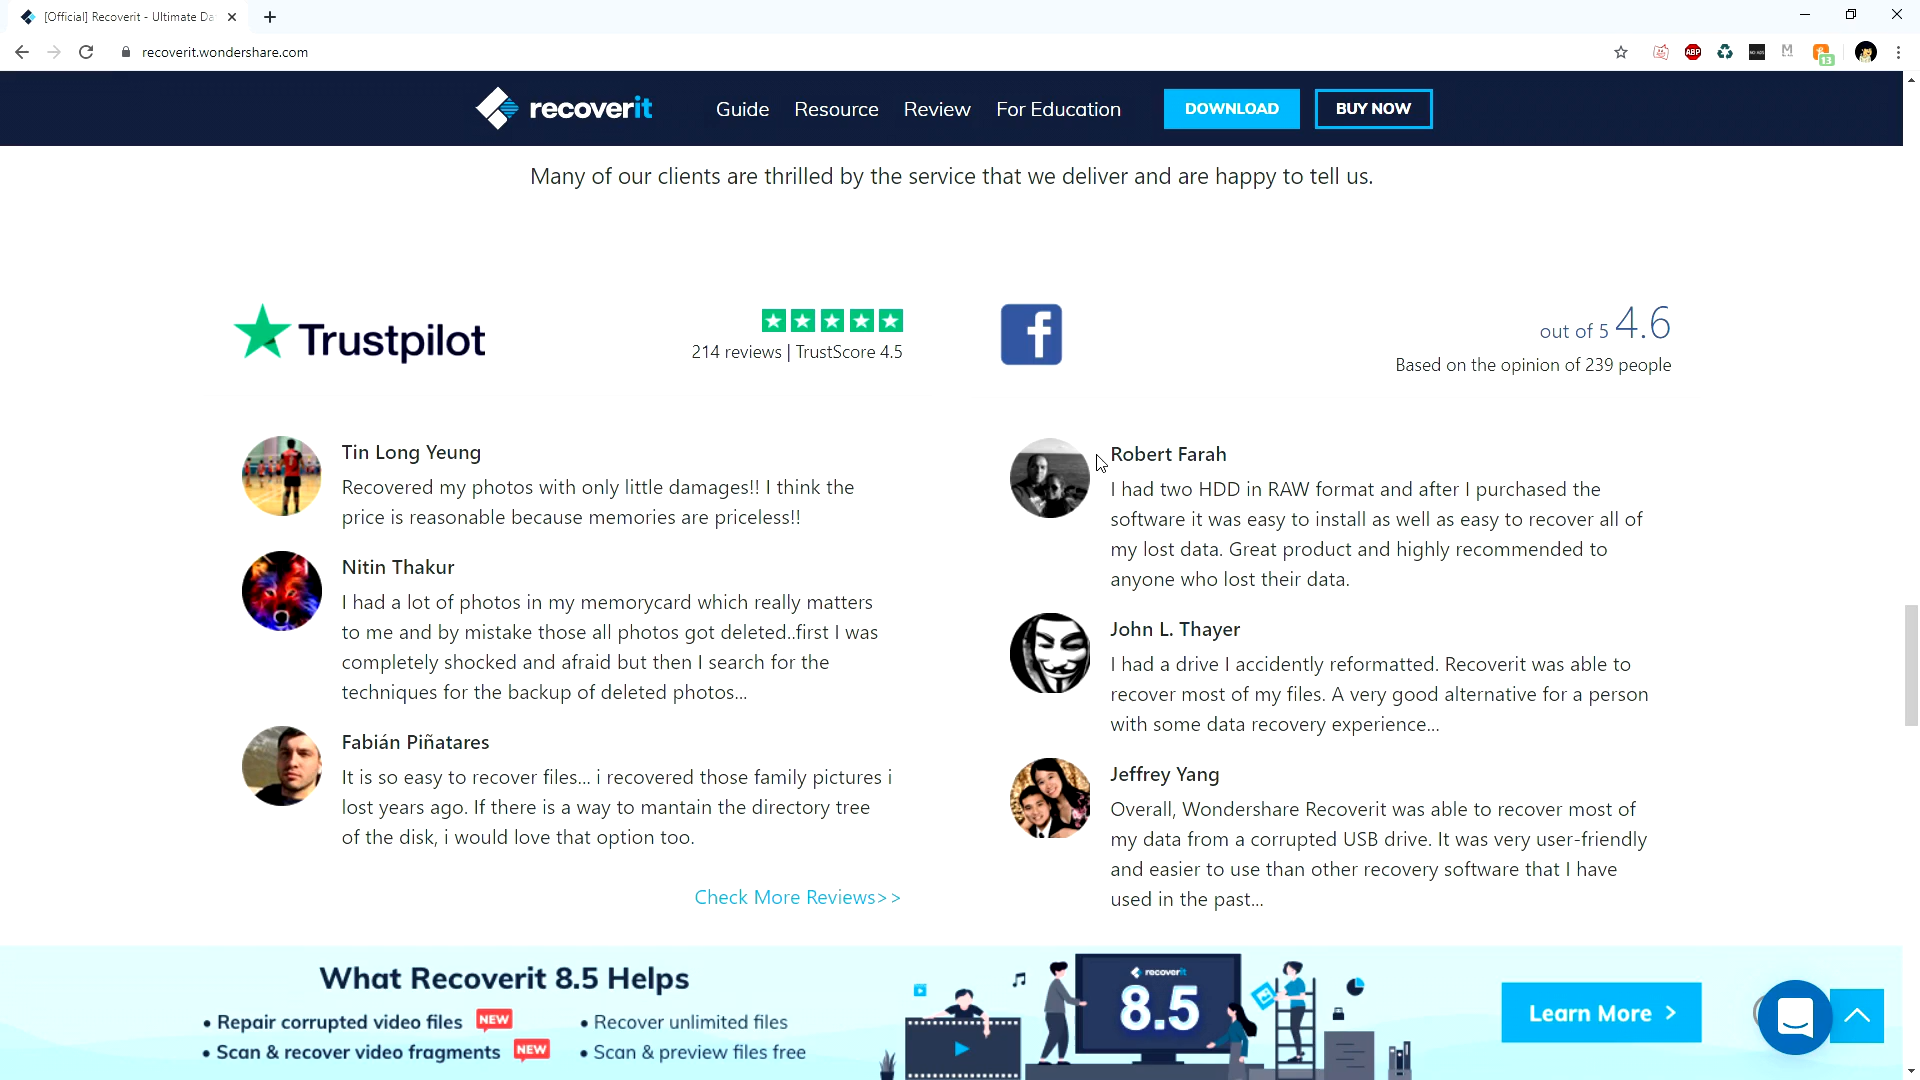 [Official] Recoverit - Ultimate Da
recoverit.wondershare.com
ABP
13
recoverit
Guide
Resource
Review
For Education
DOWNLOAD
BUY NOW
Many of our clients are thrilled by the service that we deliver and are happy to tell us.
Trustpilot
214 reviews | TrustScore 4.5
f
out of 5 4.6
Based on the opinion of 239 people
Tin Long Yeung
Recovered my photos with only little damages!! I think the
price is reasonable because memories are priceless!!
Nitin Thakur
I had a lot of photos in my memorycard which really matters
to me and by mistake those all photos got deleted..first I was
completely shocked and afraid but then I search for the
techniques for the backup of deleted photos...
Fabián Piñatares
It is so easy to recover files... i recovered those family pictures i
lost years ago. If there is a way to mantain the directory tree
of the disk, i would love that option too.
Check More Reviews>>
Robert Farah
I had two HDD in RAW format and after I purchased the
software it was easy to install as well as easy to recover all of
my lost data. Great product and highly recommended to
anyone who lost their data.
John L. Thayer
I had a drive I accidently reformatted. Recoverit was able to
recover most of my files. A very good alternative for a person
with some data recovery experience...
Jeffrey Yang
Overall, Wondershare Recoverit was able to recover most of
my data from a corrupted USB drive. It was very user-friendly
and easier to use than other recovery software that I have
used in the past...
What Recoverit 8.5 Helps
• Repair corrupted video files NEW
• Scan & recover video fragments NEW
• Recover unlimited files
• Scan & preview files free
recoverit
8.5
Learn More >